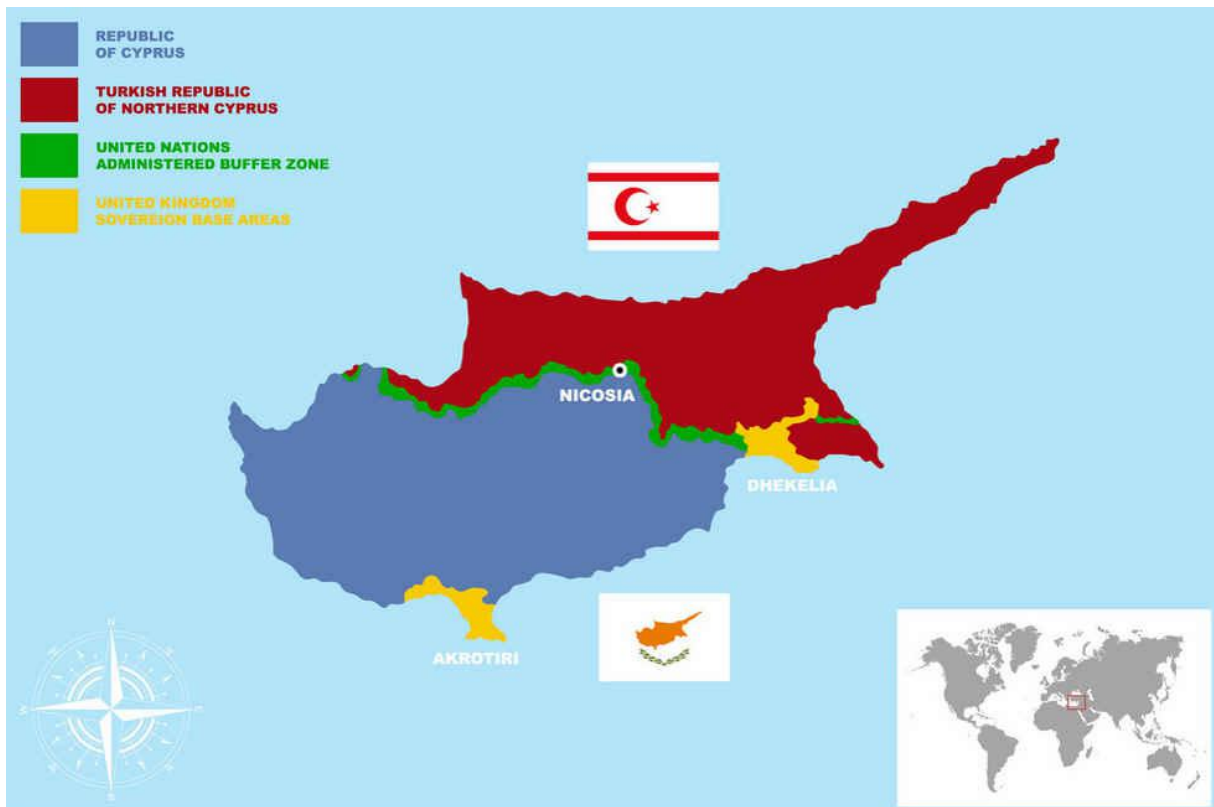 REPUBLIC
OF CYPRUS
TURKISH REPUBLIC
OF NORTHERN CYPRUS
UNITED NATIONS
ADMINISTERED BUFFER ZONE
UNITED KINGDOM
SOVEREION BASE AREAS
NICOSIA
DHEKELIA
AKROTIRI
N
W
E
S